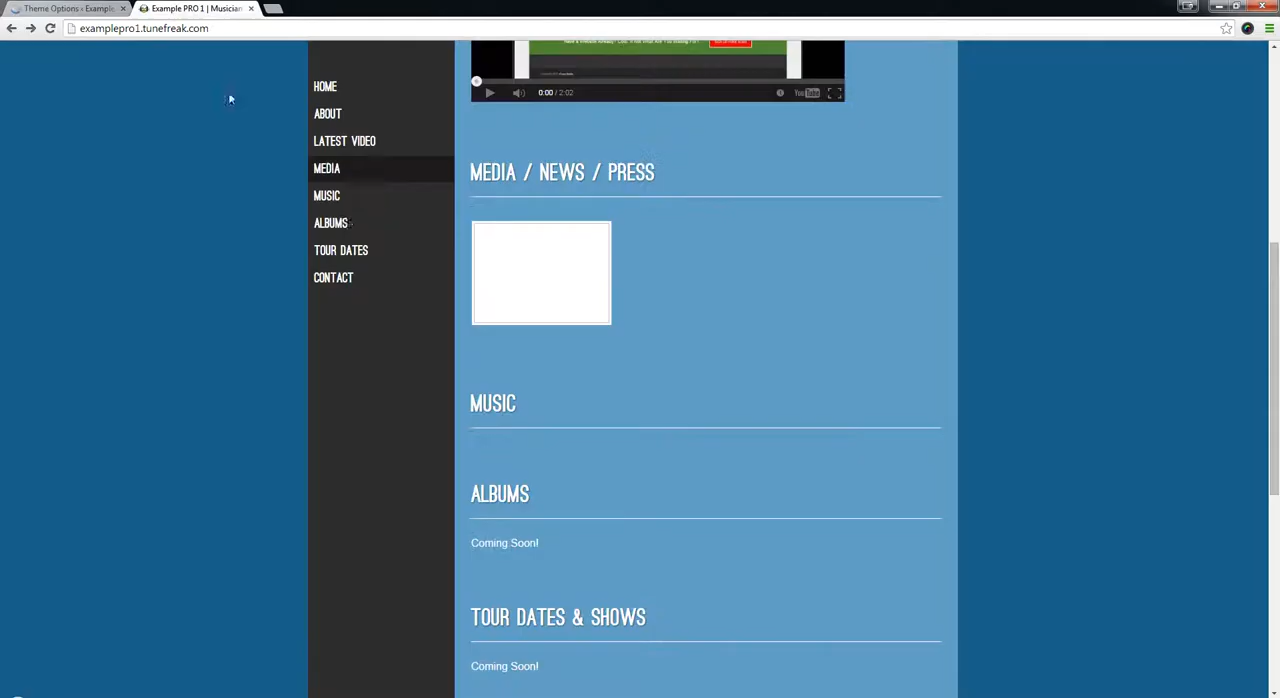 Theme Options ‹ Example
Example PRO 1 | Musician
examplepro1.tunefreak.com
HOME
ABOUT
LATEST VIDEO
MEDIA
MUSIC
ALBUMS
TOUR DATES
CONTACT
0:00 / 2:02
YouTube
MEDIA / NEWS / PRESS
MUSIC
ALBUMS
Coming Soon!
TOUR DATES & SHOWS
Coming Soon!